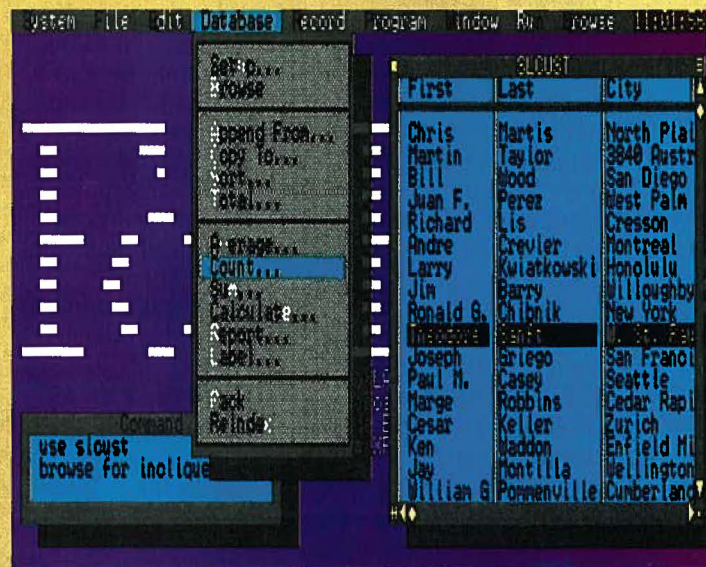 System File Edit Database Record Program Window Run Browse
Setup...
Browse
Append From...
Copy To...
Sort...
Total...
Average...
Count...
Sum...
Calculate...
Report...
Label...
Pack
Reindex
SLCUST
First Last City
Chris Martis North Plai
Martin Taylor 3840 Austr
Bill Wood San Diego
Juan F. Perez West Palm
Richard Lis Cresson
Andre Crevier Montreal
Larry Kwiatkowski Honolulu
Jim Barry Willoughby
Ronald G. Chibnik New York
Theodore
Joseph Griego San Franci
Paul M. Casey Seattle
Marge Robbins Cedar Rapi
Cesar Keller Zurich
Ken Waddon Enfield Mi
Jay Montilla Wellington
William G Pommenville Cumberland
Command
use slcust
browse for inolique